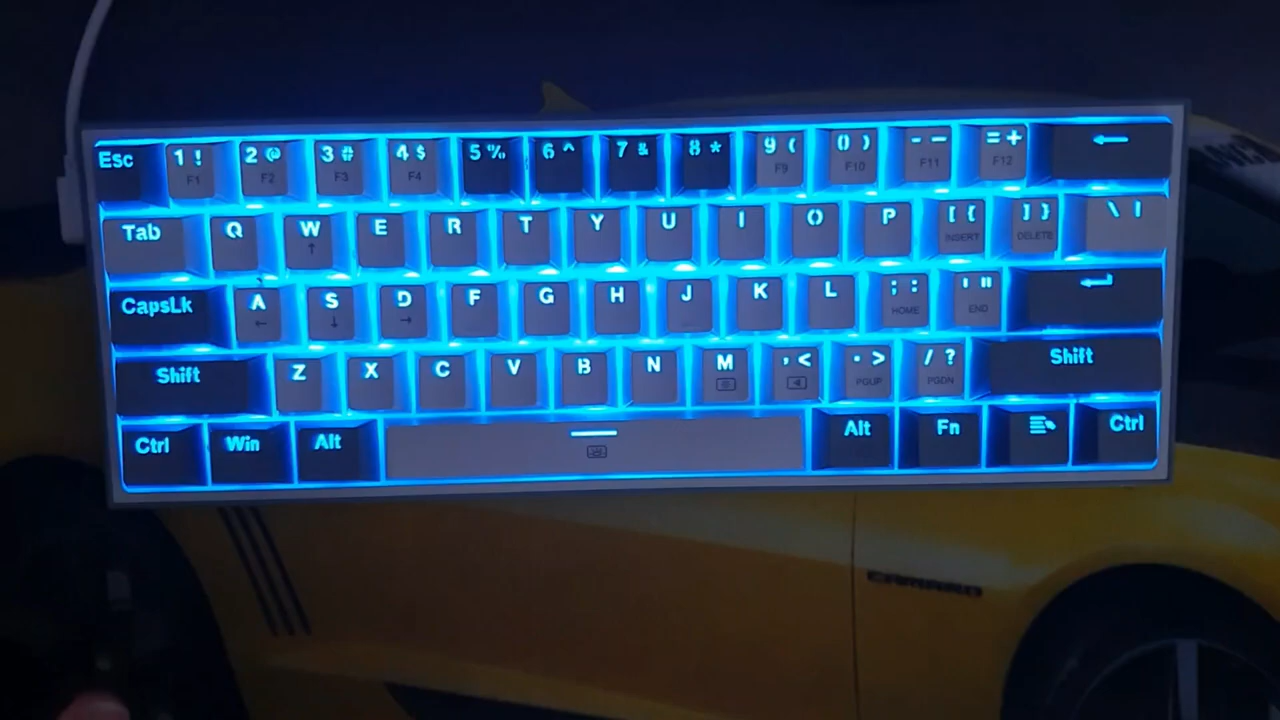 Esc 1 ! 2 @ 3 # 4 $ 5 % 6 ^ 7 & 8 * 9 ( 0 ) - - = + ←
F1 F2 F3 F4 F9 F10 F11 F12
Tab Q W E R T Y U I O P [ { ] } \ |
↑ INSERT DELETE
CapsLk A S D F G H J K L ; : ' "
← ↓ → HOME END
Shift Z X C V B N M , < . > / ? Shift
PGUP PGDN
Ctrl Win Alt Alt Fn Ctrl
CAMARO